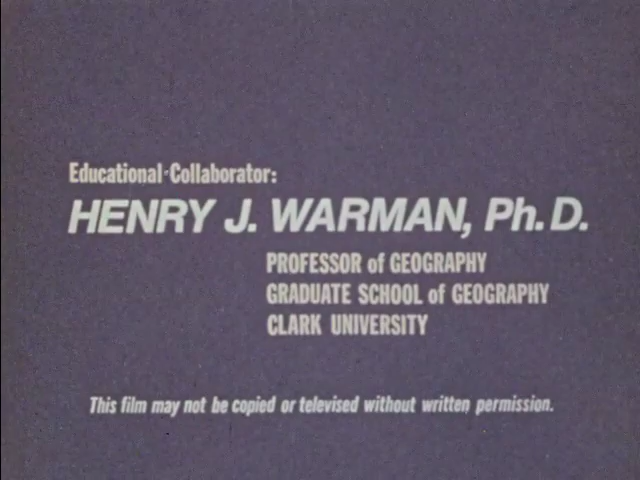 Educational Collaborator:
HENRY J. WARMAN, Ph.D.
PROFESSOR of GEOGRAPHY
GRADUATE SCHOOL of GEOGRAPHY
CLARK UNIVERSITY
This film may not be copied or televised without written permission.